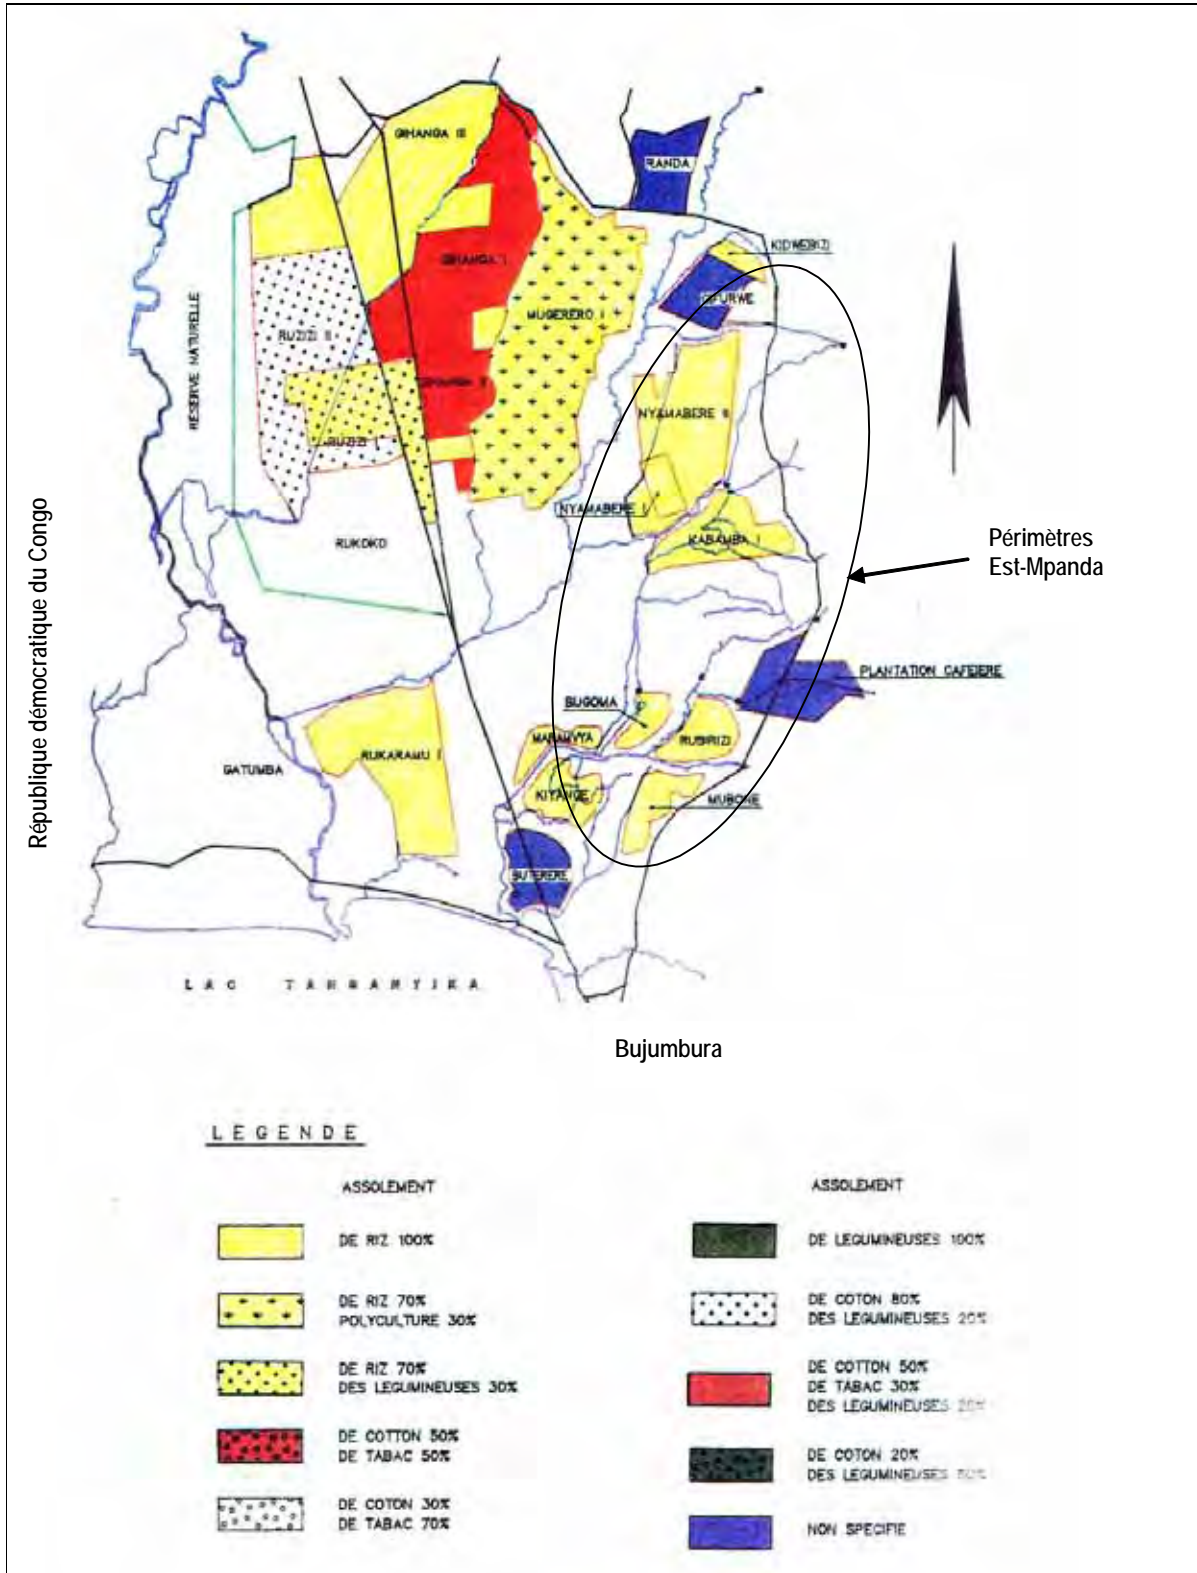 GIHANGA III
RANDA
KIDWEBIZI
GIHANGA I
MUGERERO I
RESERVE NATURELLE
RUZIZI II
NYAMABERE II
RUZIZI I
NYAMABERE I
KABAMBA I
RUKOKO
République démocratique du Congo
Périmètres
Est-Mpanda
PLANTATION CAFEIERE
BUGOMA
MARAMVYA
RUBIRIZI
RUKARAMU I
GATUMBA
KIYANGE
MUBONE
BUTERERE
LAC TANGANYIKA
Bujumbura
LEGENDE
ASSOLEMENT
DE RIZ 100%
DE RIZ 70%
POLYCULTURE 30%
DE RIZ 70%
DES LEGUMINEUSES 30%
DE COTTON 50%
DE TABAC 50%
DE COTON 30%
DE TABAC 70%
ASSOLEMENT
DE LEGUMINEUSES 100%
DE COTON 80%
DES LEGUMINEUSES 20%
DE COTTON 50%
DE TABAC 30%
DES LEGUMINEUSES 20%
DE COTON 20%
DES LEGUMINEUSES
NON SPECIFIE